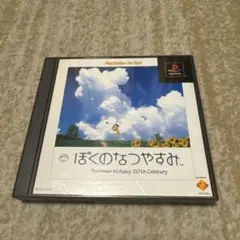 PlayStation the Best
ぼくのなつやすみ
Summer Holiday 20th Century